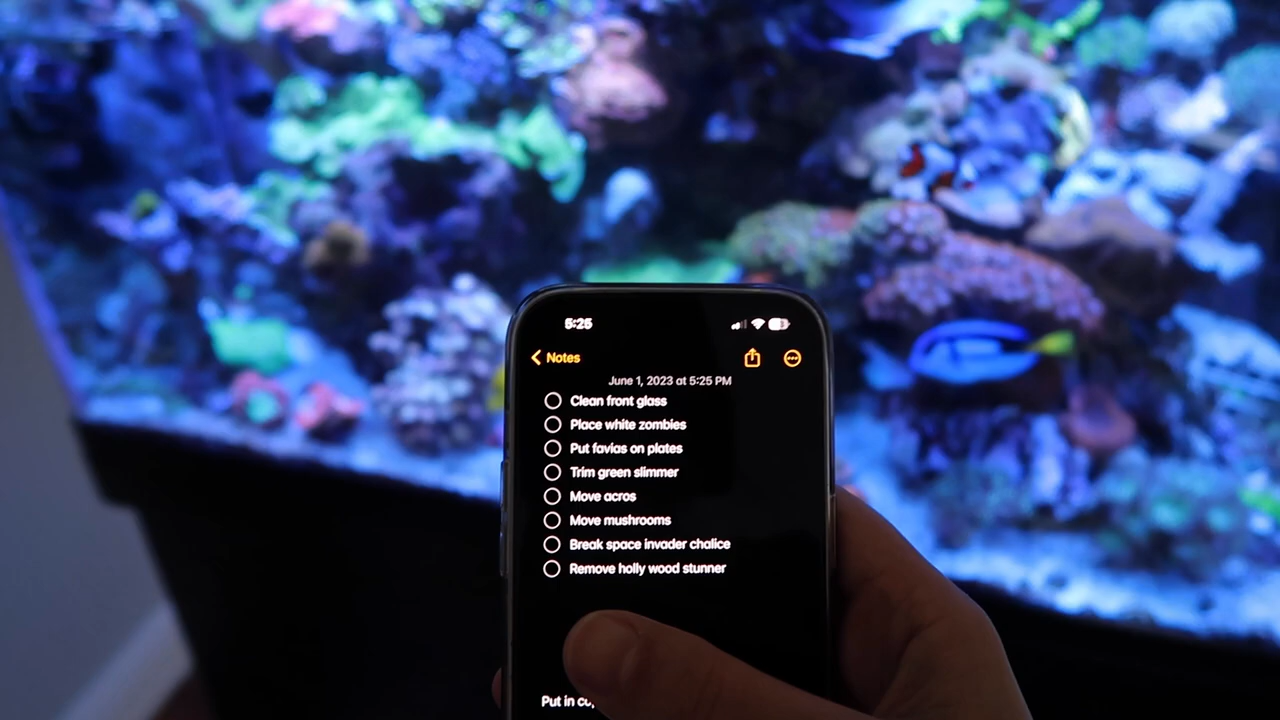 5:25
Notes
June 1, 2023 at 5:25 PM
Clean front glass
Place white zombies
Put favias on plates
Trim green slimmer
Move acros
Move mushrooms
Break space invader chalice
Remove holly wood stunner
Put in